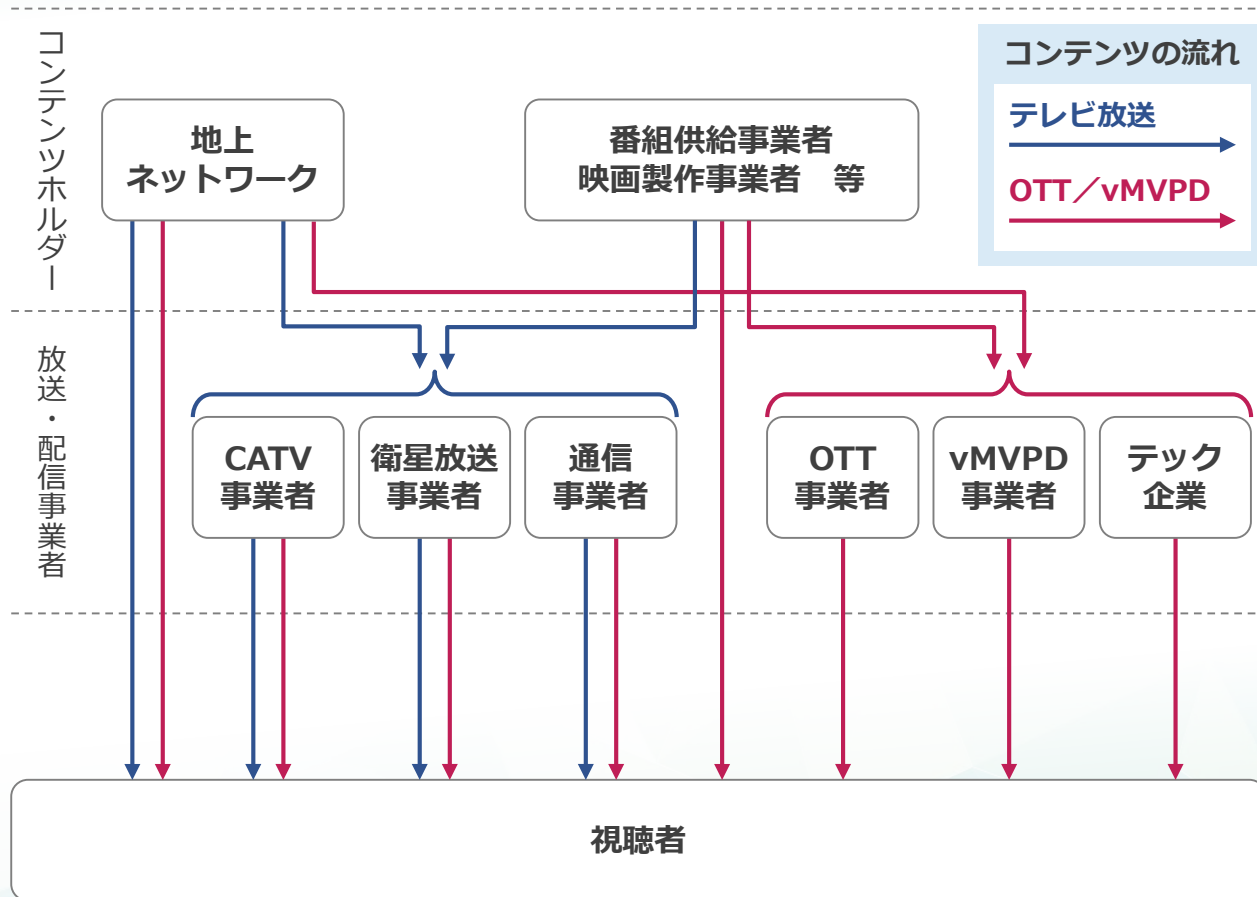 コンテンツホルダー
コンテンツの流れ
テレビ放送
OTT／vMVPD
地上
ネットワーク
番組供給事業者
映画製作事業者　等
放送・配信事業者
CATV
事業者
衛星放送
事業者
通信
事業者
OTT
事業者
vMVPD
事業者
テック
企業
視聴者